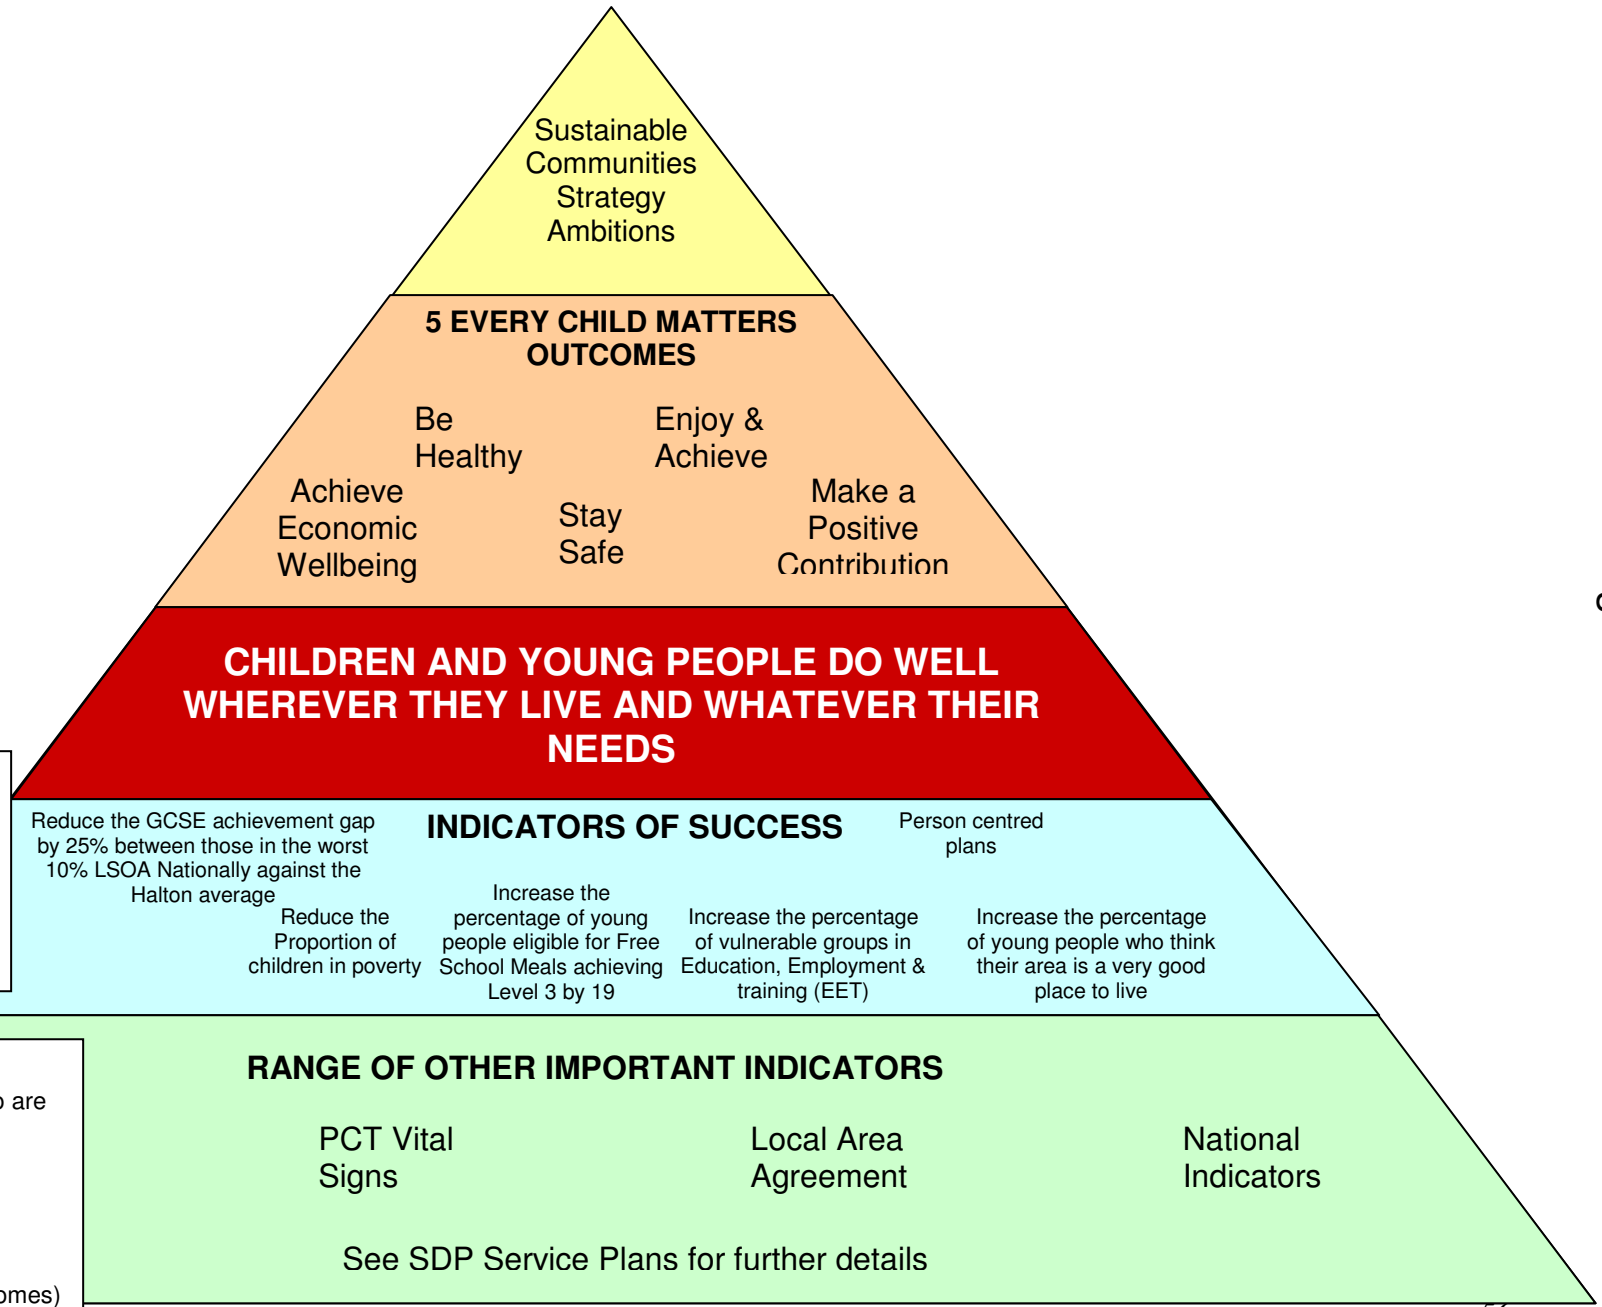 Sustainable
Communities
Strategy
Ambitions
5 EVERY CHILD MATTERS
OUTCOMES
Be
Healthy
Enjoy &
Achieve
Achieve
Economic
Wellbeing
Stay
Safe
Make a
Positive
Contribution
CHILDREN AND YOUNG PEOPLE DO WELL
WHEREVER THEY LIVE AND WHATEVER THEIR
NEEDS
INDICATORS OF SUCCESS
Reduce the GCSE achievement gap
by 25% between those in the worst
10% LSOA Nationally against the
Halton average
Person centred
plans
Reduce the
Proportion of
children in poverty
Increase the
percentage of young
people eligible for Free
School Meals achieving
Level 3 by 19
Increase the percentage
of vulnerable groups in
Education, Employment &
training (EET)
Increase the percentage
of young people who think
their area is a very good
place to live
are
omes)
RANGE OF OTHER IMPORTANT INDICATORS
PCT Vital
Signs
Local Area
Agreement
National
Indicators
See SDP Service Plans for further details